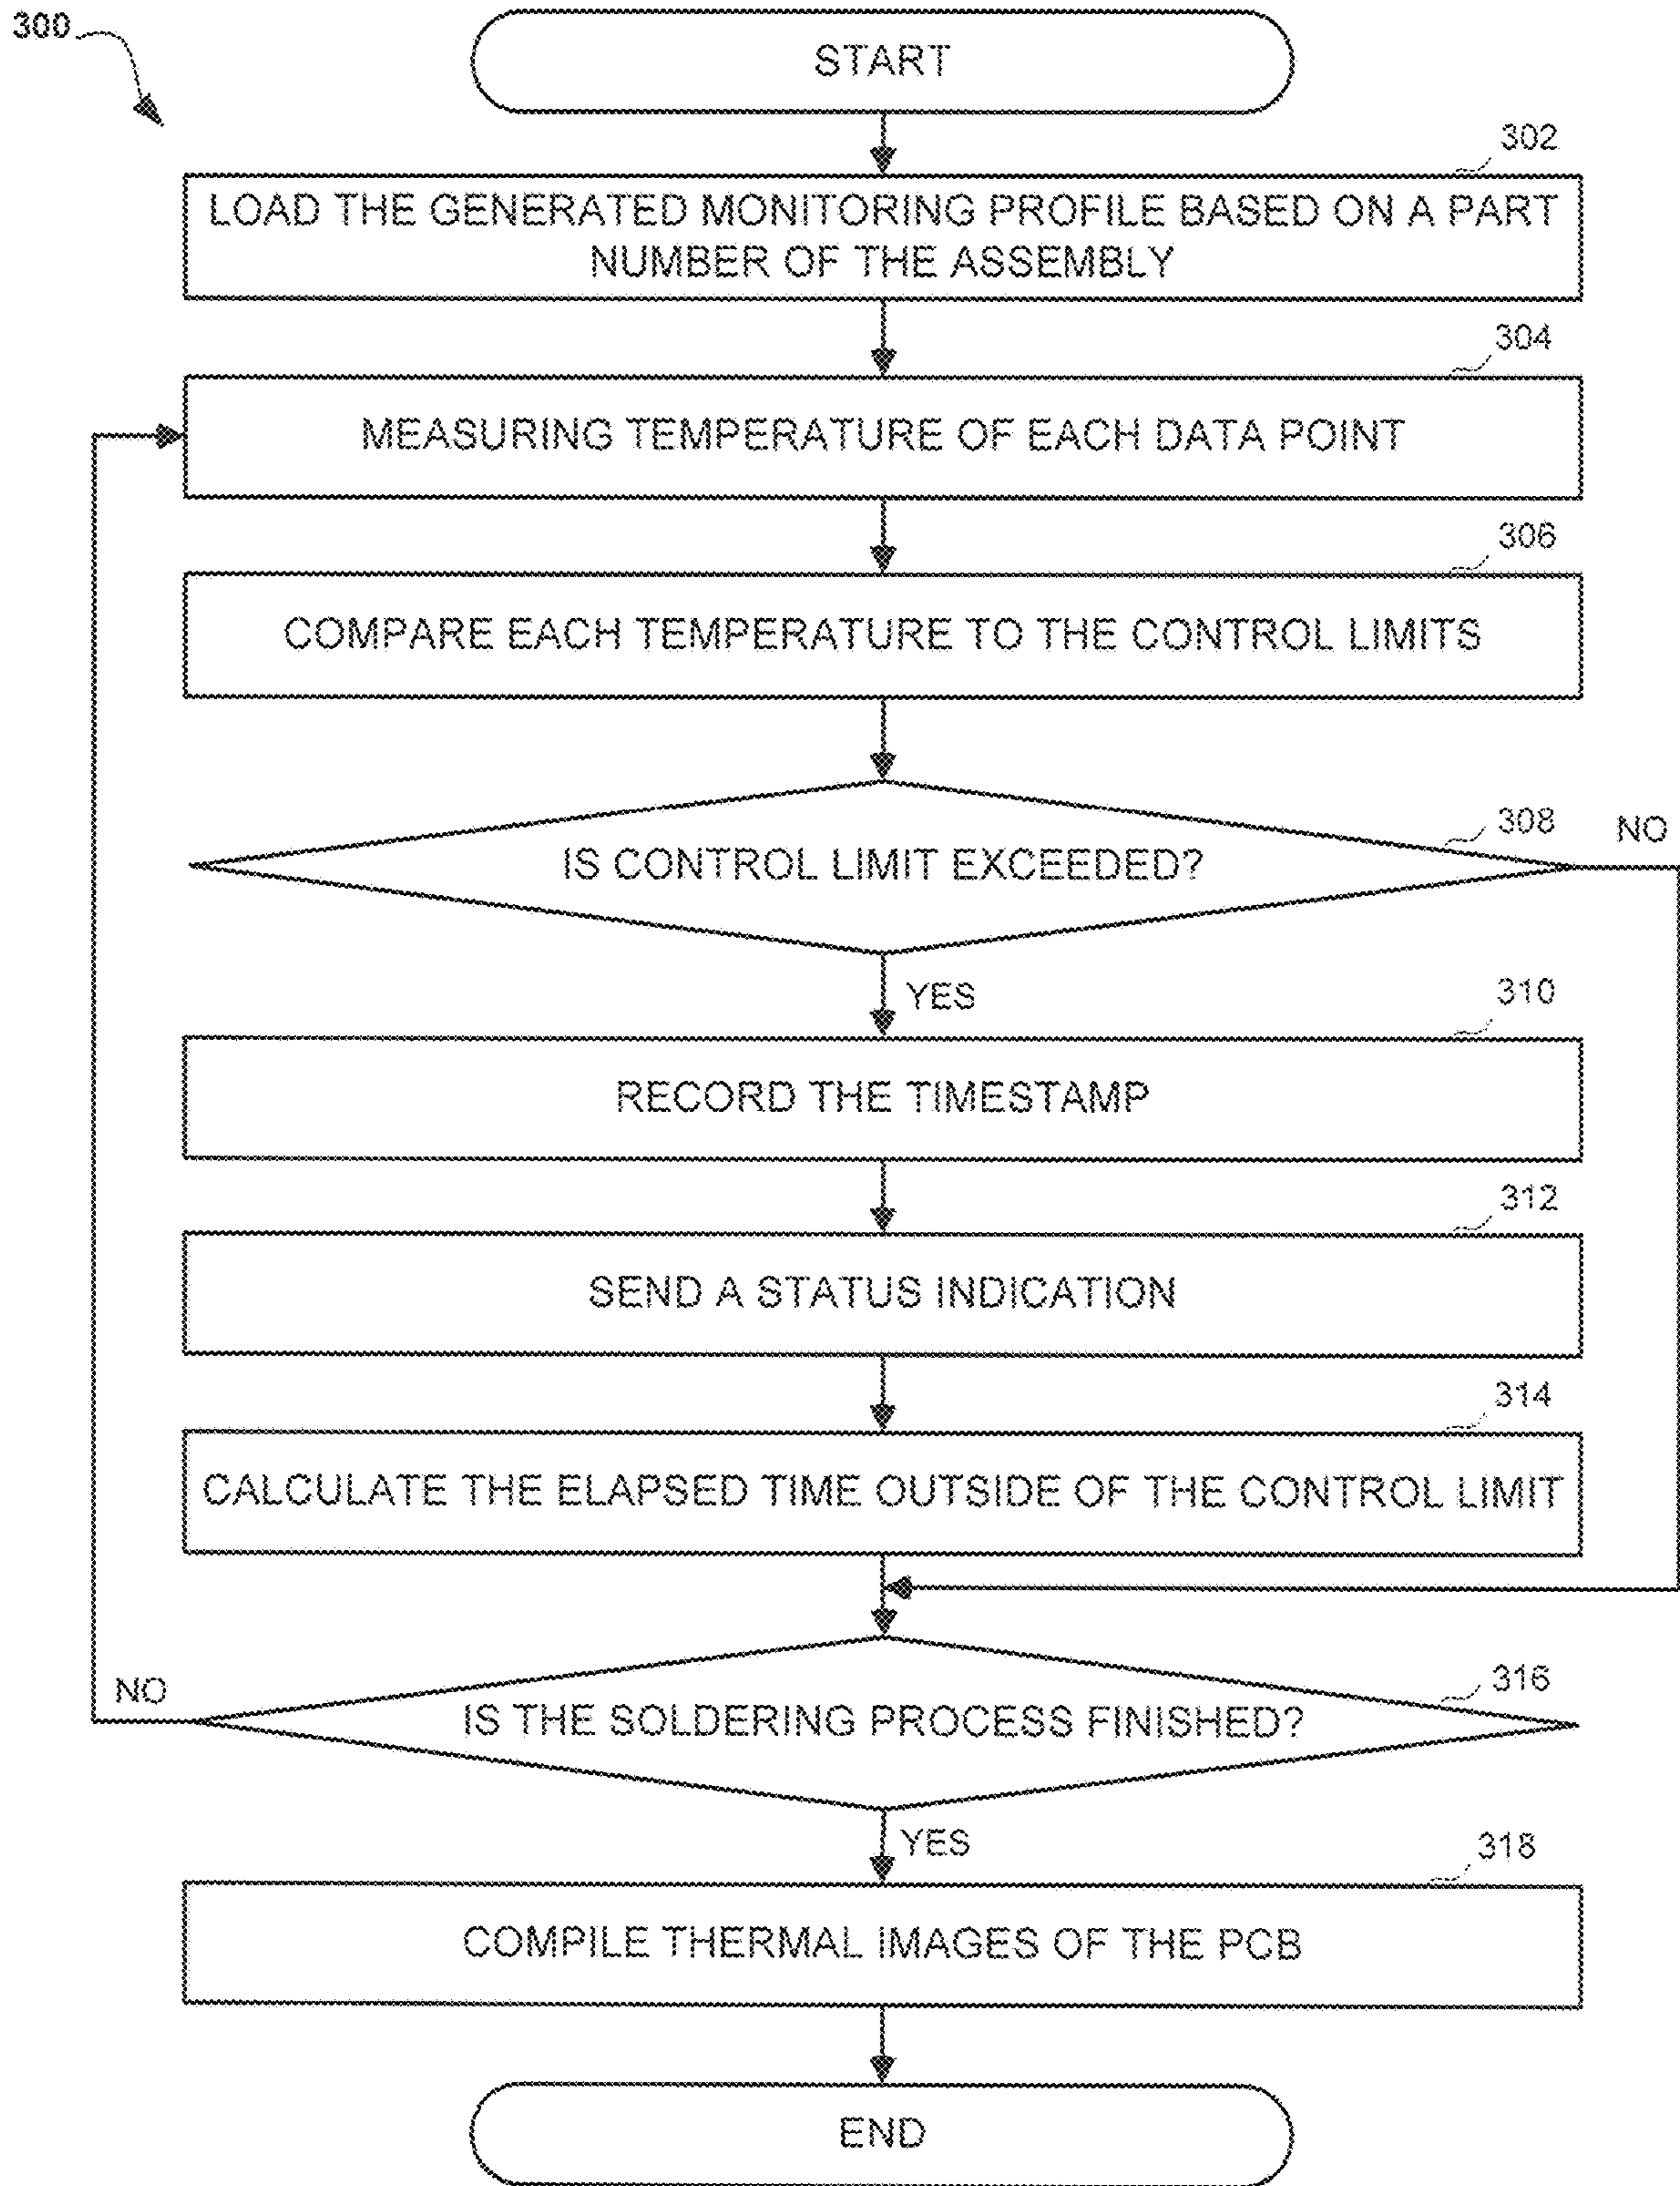 300
START
302
LOAD THE GENERATED MONITORING PROFILE BASED ON A PART
NUMBER OF THE ASSEMBLY
304
MEASURING TEMPERATURE OF EACH DATA POINT
306
COMPARE EACH TEMPERATURE TO THE CONTROL LIMITS
308
NO
IS CONTROL LIMIT EXCEEDED?
YES
310
RECORD THE TIMESTAMP
312
SEND A STATUS INDICATION
314
CALCULATE THE ELAPSED TIME OUTSIDE OF THE CONTROL LIMIT
316
NO
IS THE SOLDERING PROCESS FINISHED?
YES
318
COMPILE THERMAL IMAGES OF THE PCB
END